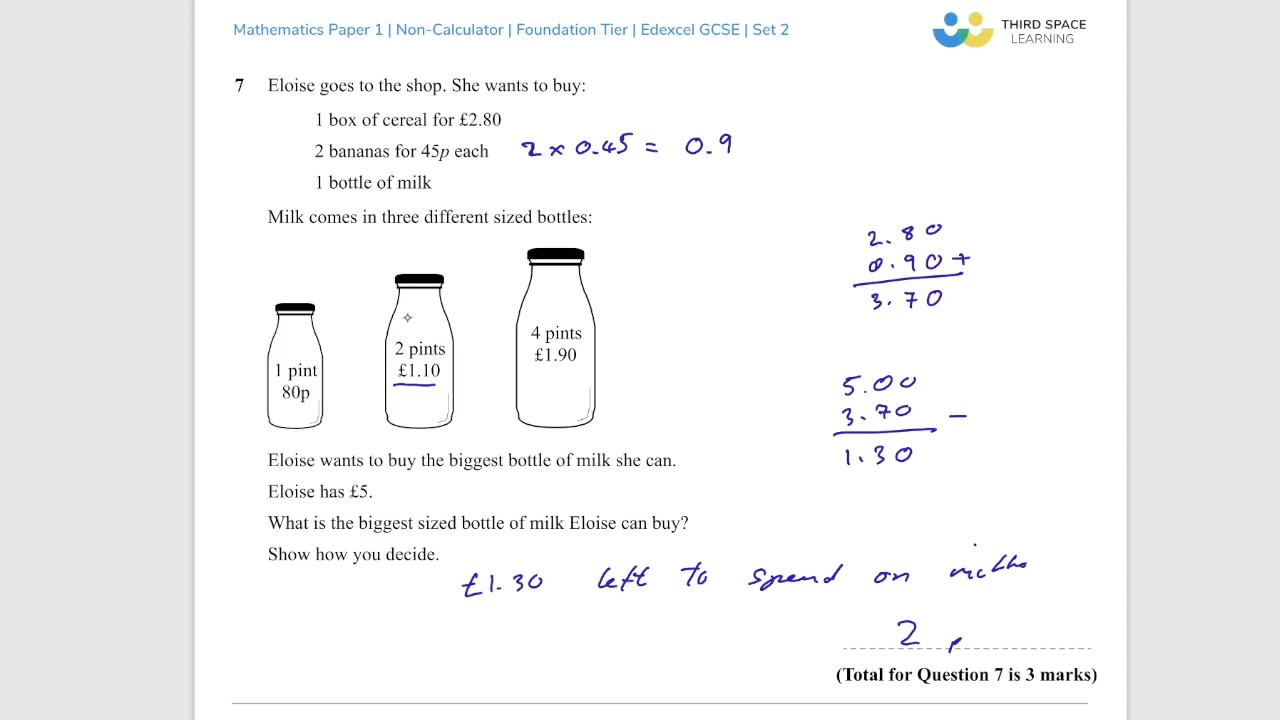 Mathematics Paper 1 | Non-Calculator | Foundation Tier | Edexcel GCSE | Set 2
THIRD SPACE
LEARNING
7 Eloise goes to the shop. She wants to buy:
1 box of cereal for £2.80
2 bananas for 45p each 2 × 0.45 = 0.9
1 bottle of milk
Milk comes in three different sized bottles:
2.80
0.90 +
3.70
1 pint
80p
2 pints
£1.10
4 pints
£1.90
5.00
3.70 –
1.30
Eloise wants to buy the biggest bottle of milk she can.
Eloise has £5.
What is the biggest sized bottle of milk Eloise can buy?
Show how you decide.
£1.30 left to spend on
2
(Total for Question 7 is 3 marks)